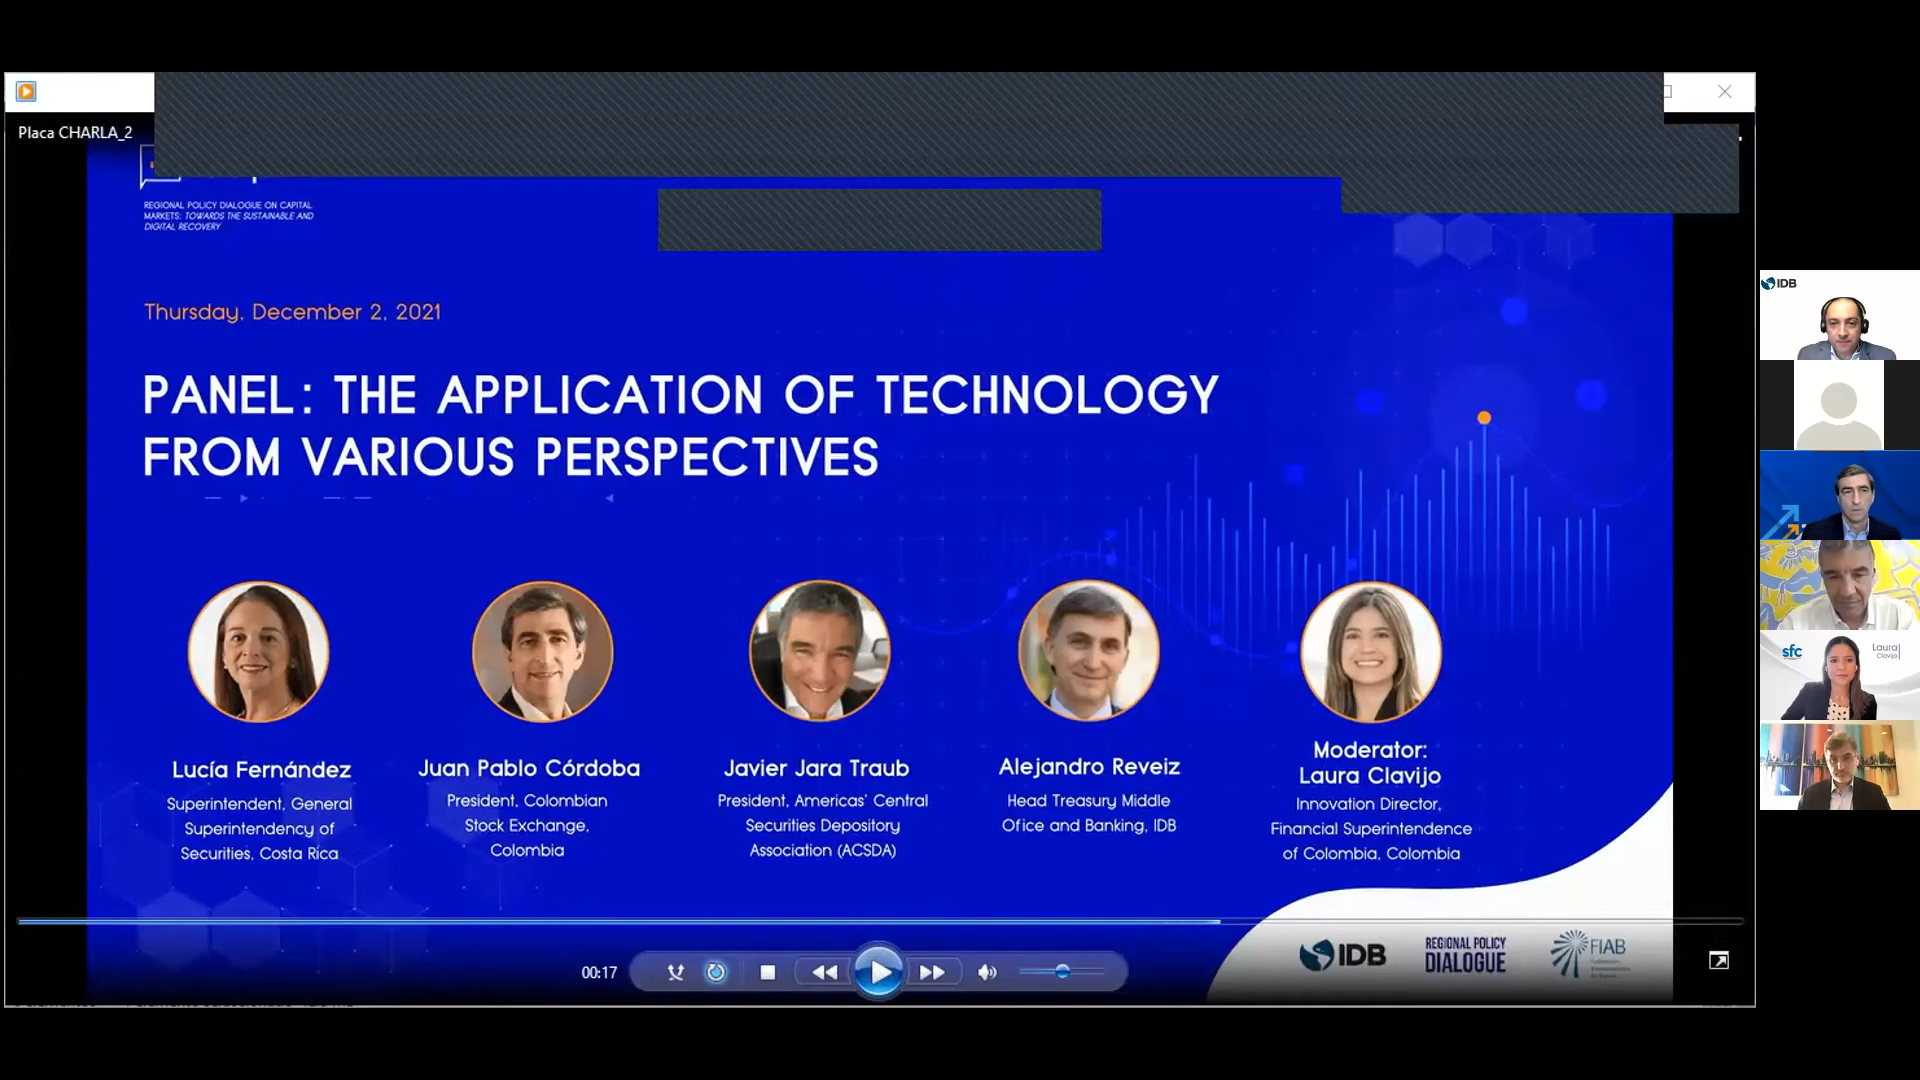 Placa CHARLA_2
REGIONAL POLICY DIALOGUE ON CAPITAL
MARKETS: TOWARDS THE SUSTAINABLE AND
DIGITAL RECOVERY
Thursday, December 2, 2021
PANEL: THE APPLICATION OF TECHNOLOGY
FROM VARIOUS PERSPECTIVES
Lucía Fernández
Superintendent, General
Superintendency of
Securities, Costa Rica
Juan Pablo Córdoba
President, Colombian
Stock Exchange,
Colombia
Javier Jara Traub
President, Americas' Central
Securities Depository
Association (ACSDA)
Alejandro Reveiz
Head Treasury Middle
Ofice and Banking, IDB
Moderator:
Laura Clavijo
Innovation Director,
Financial Superintendence
of Colombia, Colombia
00:17
IDB
REGIONAL POLICY
DIALOGUE
FIAB
IDB
sfc
Laura
Clavijo